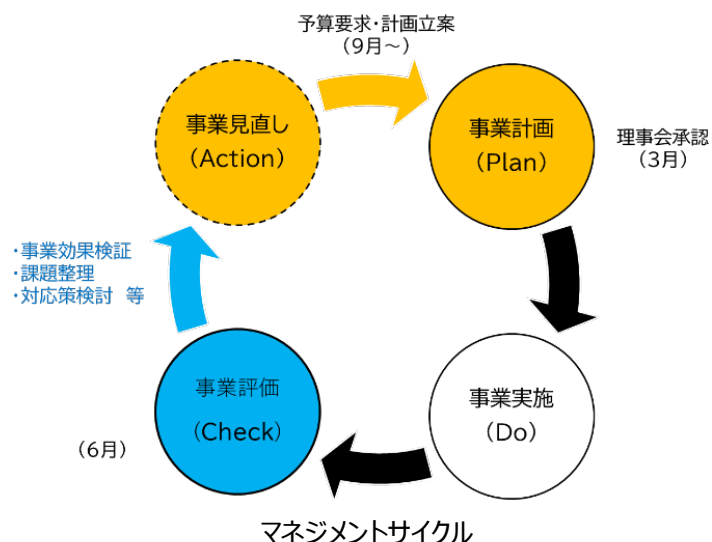 予算要求・計画立案
（9月～）
事業見直し
（Action）
事業計画
（Plan）
理事会承認
（3月）
・事業効果検証
・課題整理
・対応策検討　等
事業評価
（Check）
（6月）
事業実施
（Do）
マネジメントサイクル